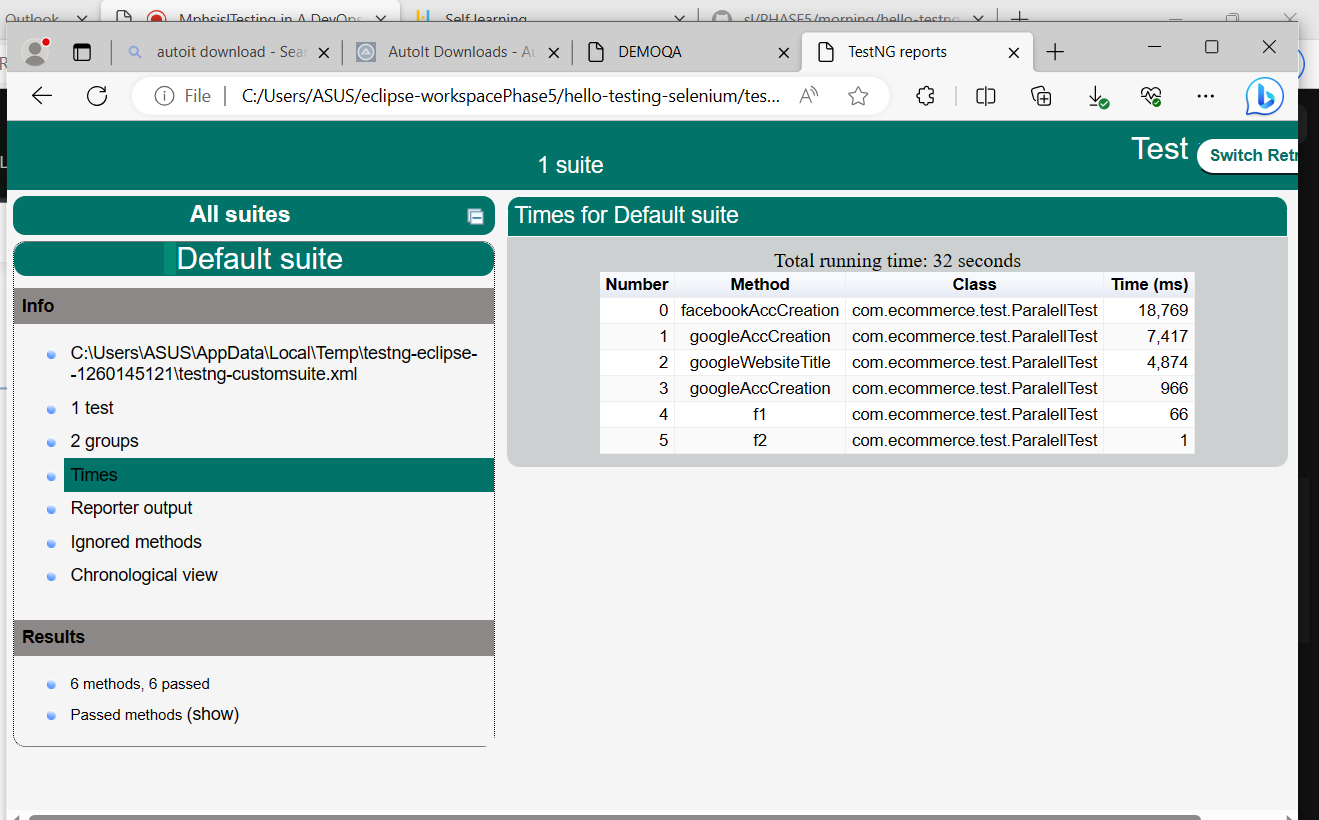 Outlook
Mphsis|Testing in A DevOps
Self learning
sl/PHASE5/morning/hello-testng
autoit download - Sea
AutoIt Downloads - Au
DEMOQA
TestNG reports
File
C:/Users/ASUS/eclipse-workspacePhase5/hello-testing-selenium/tes...
1 suite
Test
Switch Retr
All suites
Default suite
Info
C:\Users\ASUS\AppData\Local\Temp\testng-eclipse-
-1260145121\testng-customsuite.xml
1 test
2 groups
Times
Reporter output
Ignored methods
Chronological view
Results
6 methods, 6 passed
Passed methods (show)
Times for Default suite
Total running time: 32 seconds
Number Method Class Time (ms)
0 facebookAccCreation com.ecommerce.test.ParalellTest 18,769
1 googleAccCreation com.ecommerce.test.ParalellTest 7,417
2 googleWebsiteTitle com.ecommerce.test.ParalellTest 4,874
3 googleAccCreation com.ecommerce.test.ParalellTest 966
4 f1 com.ecommerce.test.ParalellTest 66
5 f2 com.ecommerce.test.ParalellTest 1